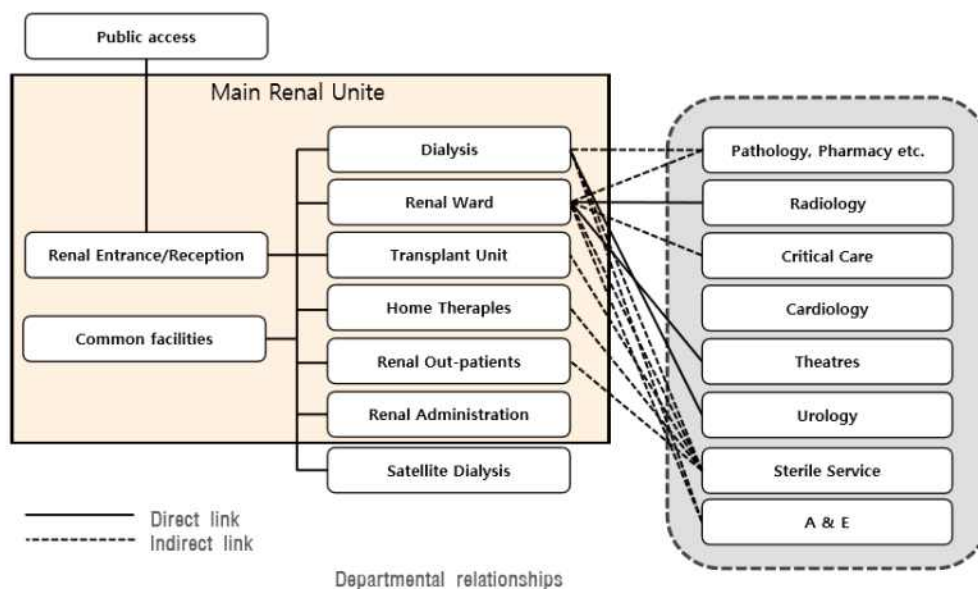 Public access
Main Renal Unite
Dialysis
Renal Ward
Renal Entrance/Reception
Transplant Unit
Home Theraples
Common facilities
Renal Out-patients
Renal Administration
Satellite Dialysis
Pathology, Pharmacy etc.
Radiology
Critical Care
Cardiology
Theatres
Urology
Sterile Service
A & E
Direct link
Indirect link
Departmental relationships